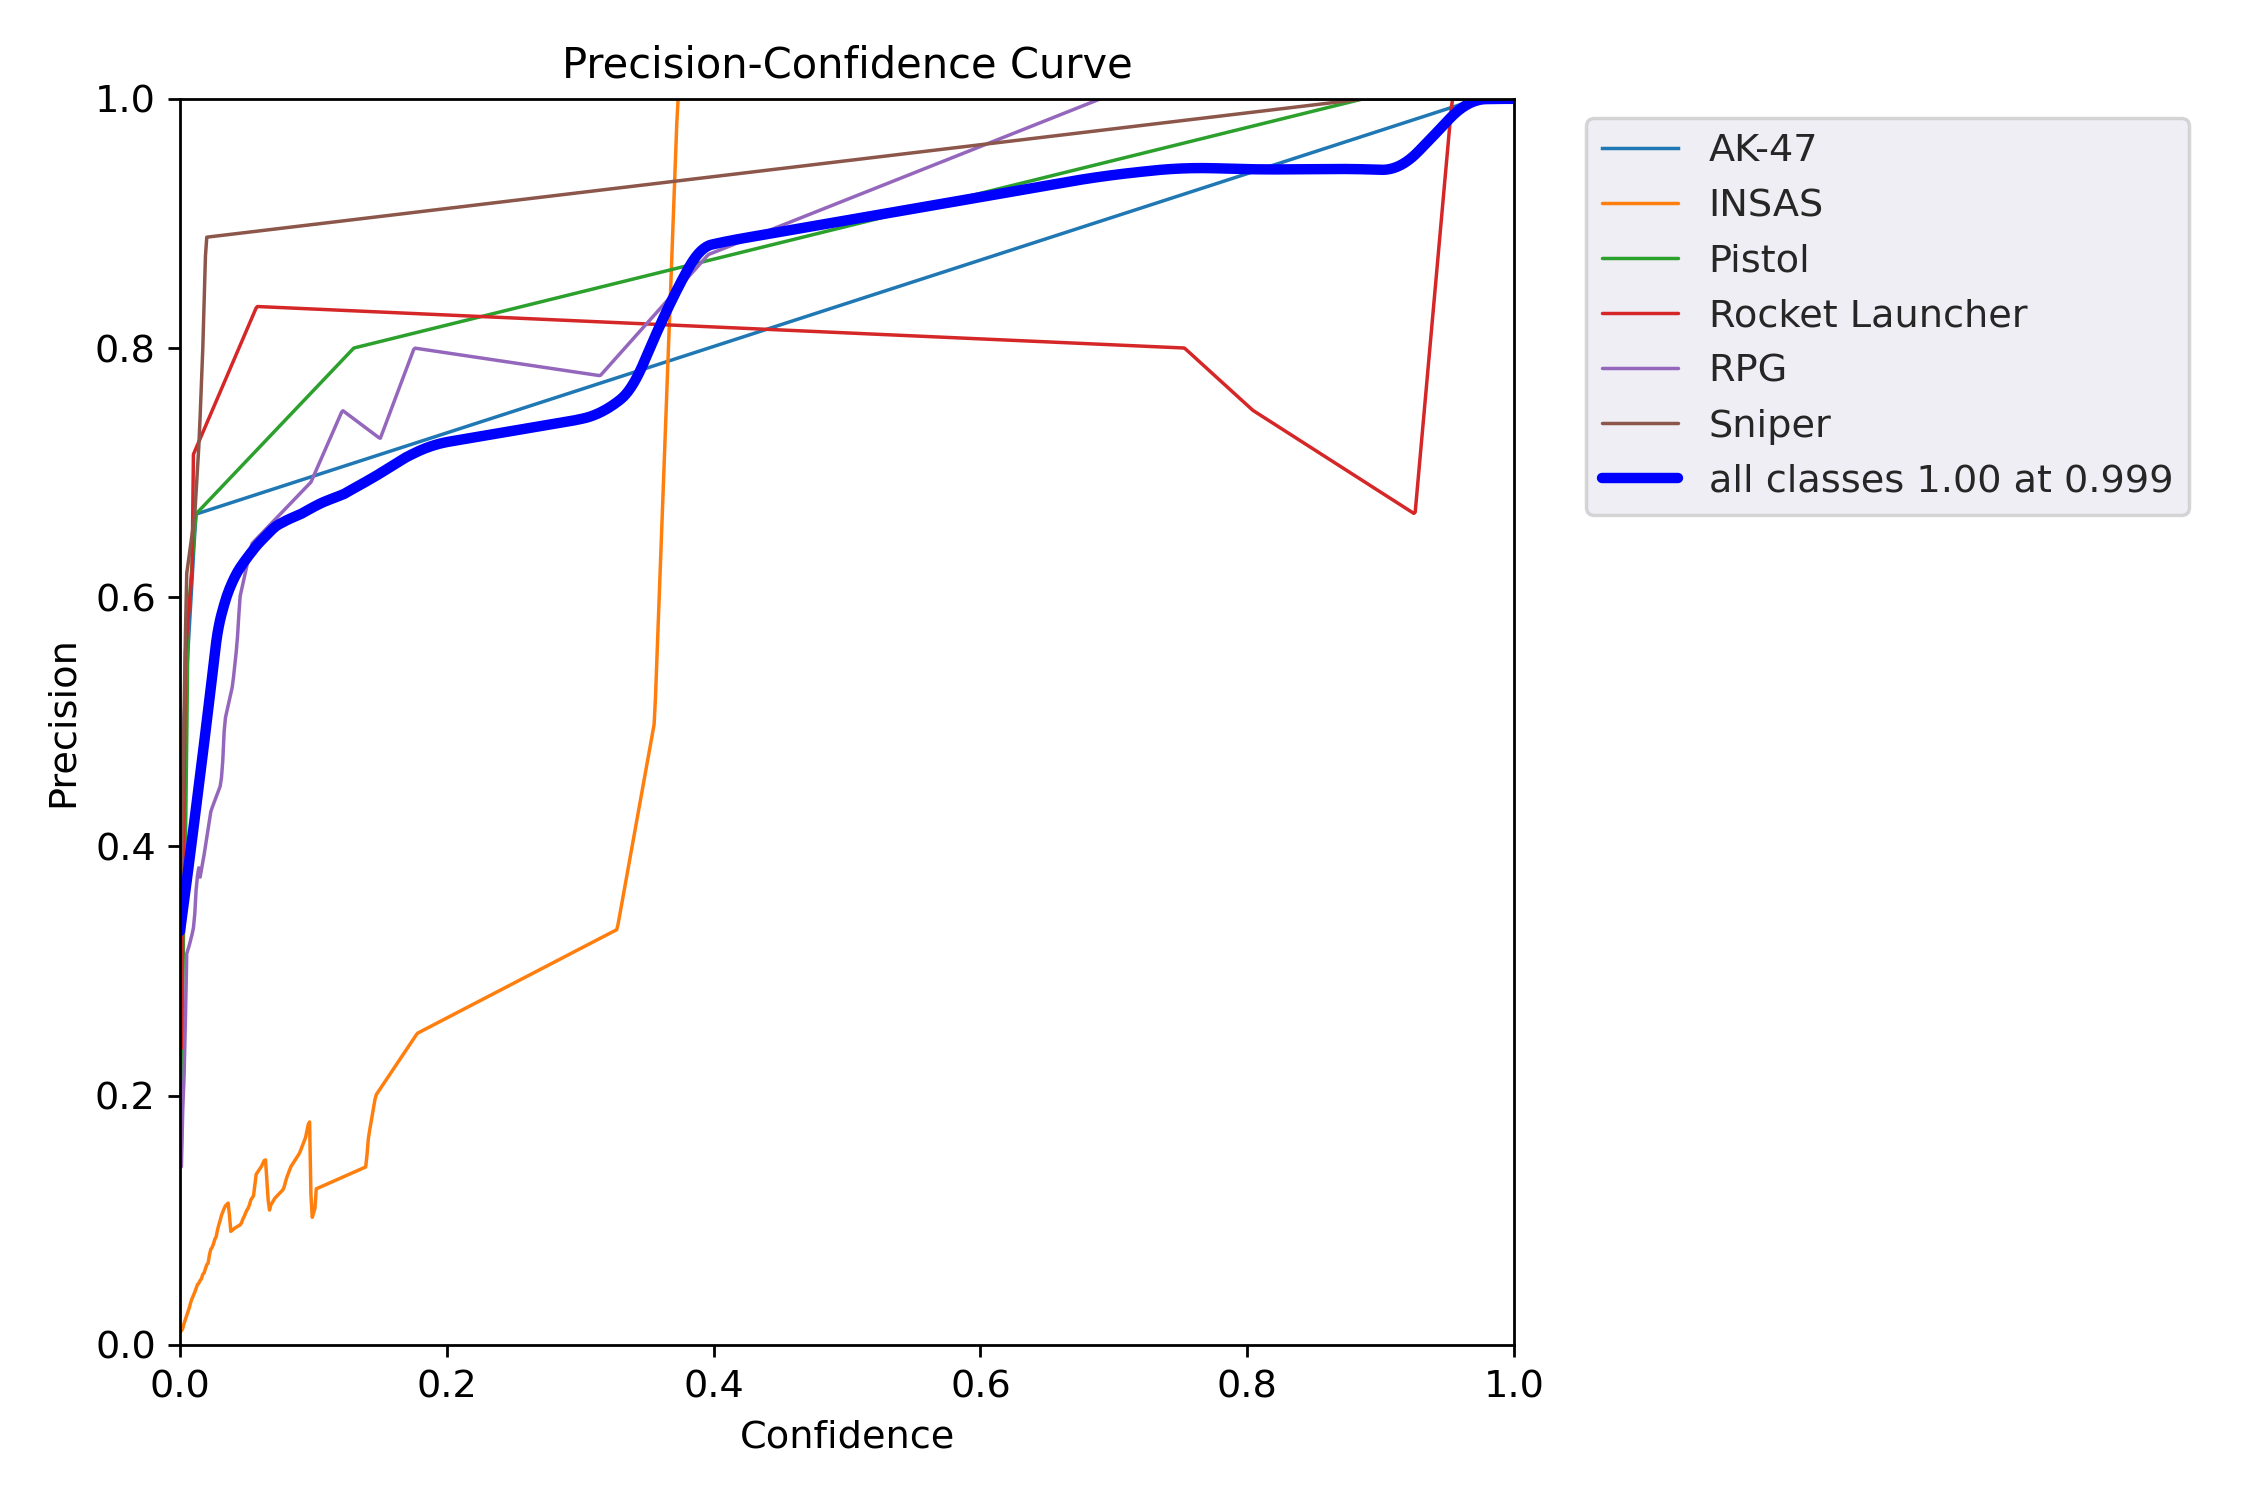 Precision-Confidence Curve
1.0
0.8
0.6
0.4
0.2
0.0
Precision
0.0 0.2 0.4 0.6 0.8 1.0
Confidence
AK-47
INSAS
Pistol
Rocket Launcher
RPG
Sniper
all classes 1.00 at 0.999